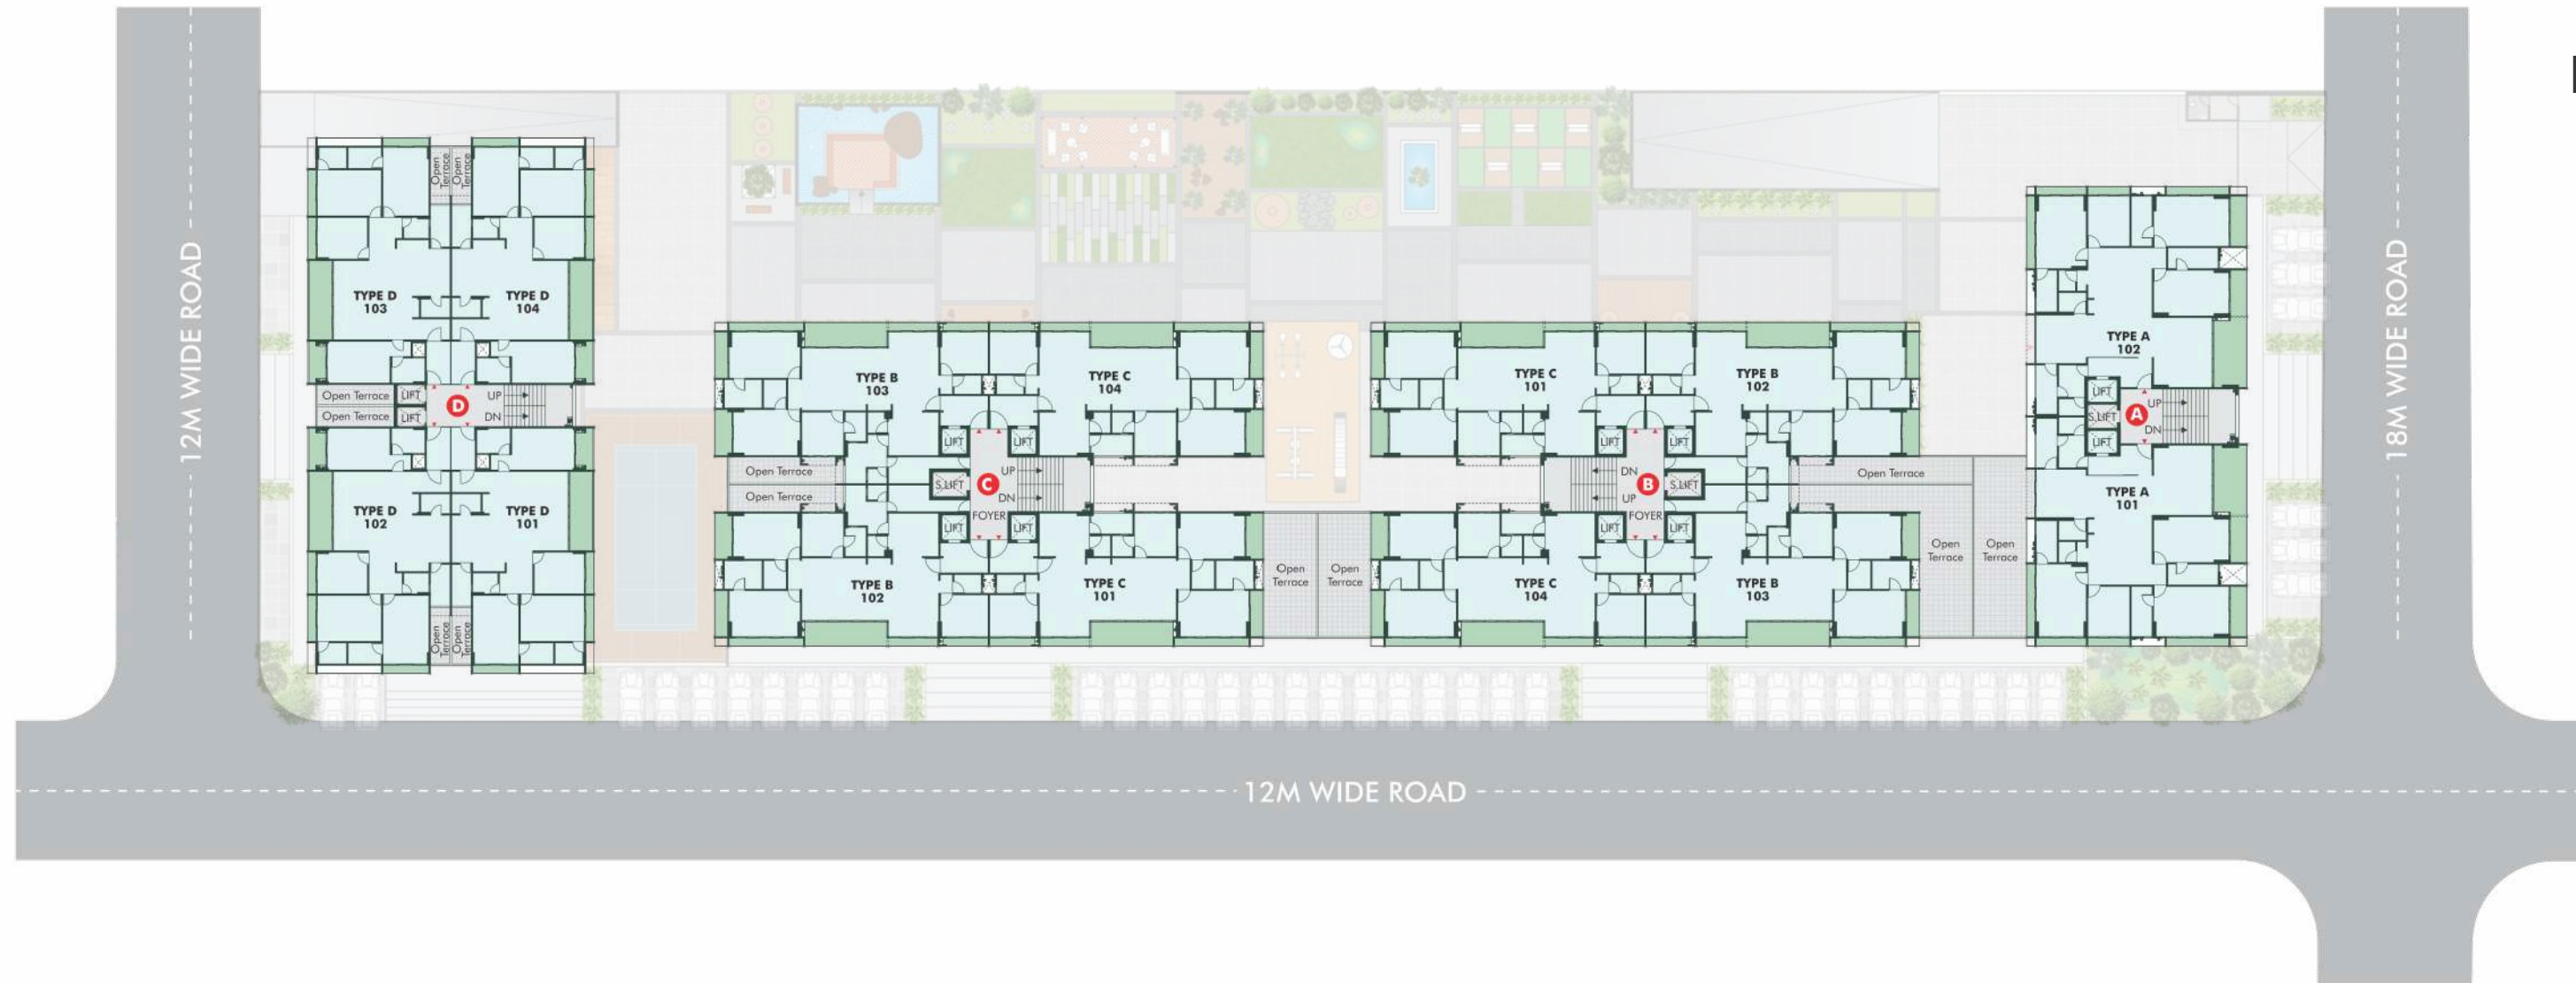 12M WIDE ROAD
Open
Terrace
Open
Terrace
TYPE D
103
TYPE D
104
Open Terrace
Open Terrace
LIFT
LIFT
D
UP
DN
TYPE D
102
TYPE D
101
Open
Terrace
Open
Terrace
TYPE B
103
TYPE C
104
LIFT
LIFT
Open Terrace
Open Terrace
S.LIFT
C
UP
DN
FOYER
LIFT
LIFT
TYPE B
102
TYPE C
101
Open
Terrace
Open
Terrace
TYPE C
101
TYPE B
102
LIFT
LIFT
DN
UP
B
S.LIFT
FOYER
LIFT
LIFT
Open Terrace
TYPE C
104
TYPE B
103
Open
Terrace
Open
Terrace
TYPE A
102
LIFT
S.LIFT
LIFT
A
UP
DN
TYPE A
101
18M WIDE ROAD
12M WIDE ROAD